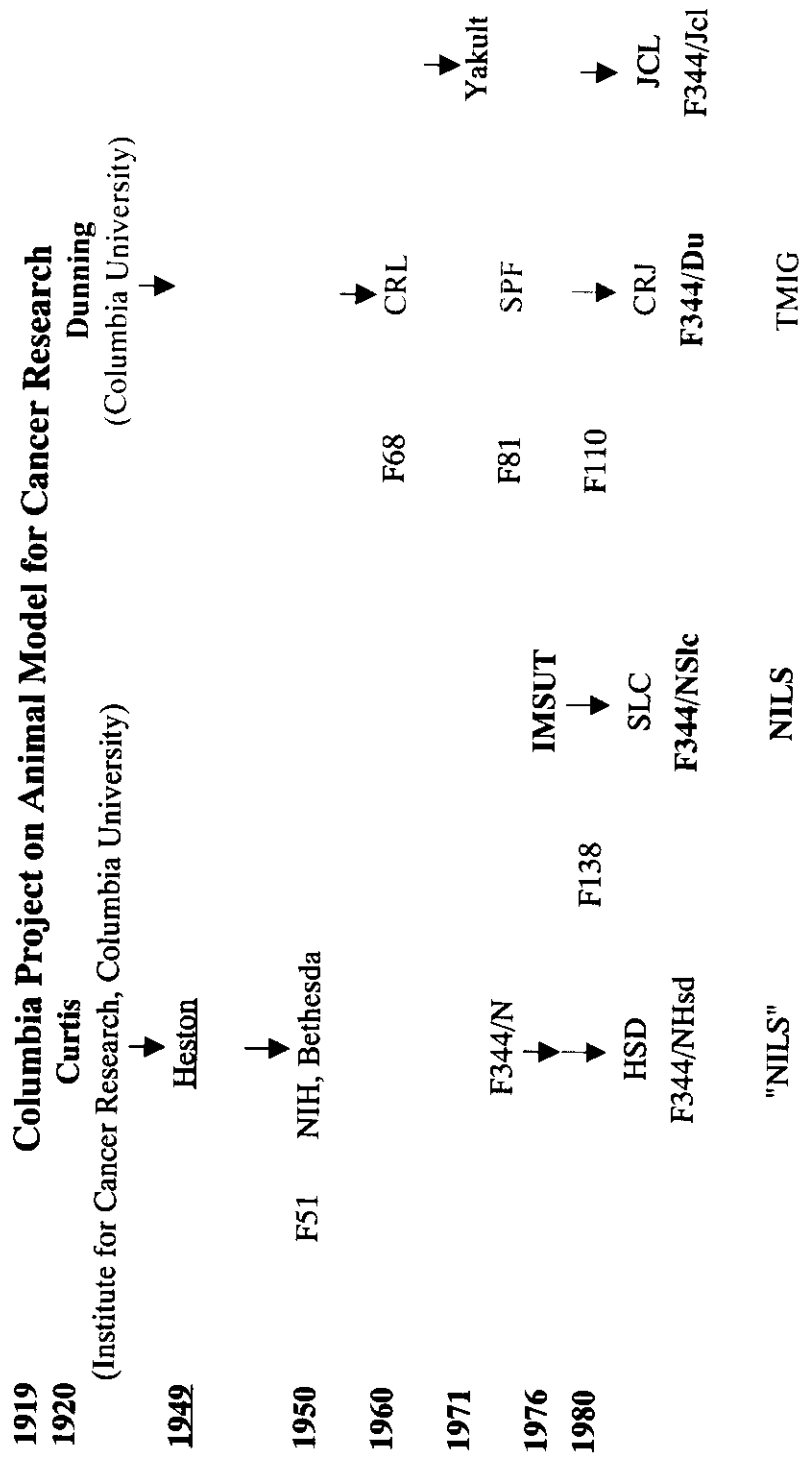 1919 Columbia Project on Animal Model for Cancer Research
1920 Curtis Dunning
(Institute for Cancer Research, Columbia University) (Columbia University)
1949 Heston
1950 F51 NIH, Bethesda
1960 F68 CRL
1971 Yakult
F344/N F81 SPF
1976 IMSUT
1980 F138 F110
HSD SLC CRJ JCL
F344/NHsd F344/NSlc F344/Du F344/Jcl
"NILS" NILS TMIG